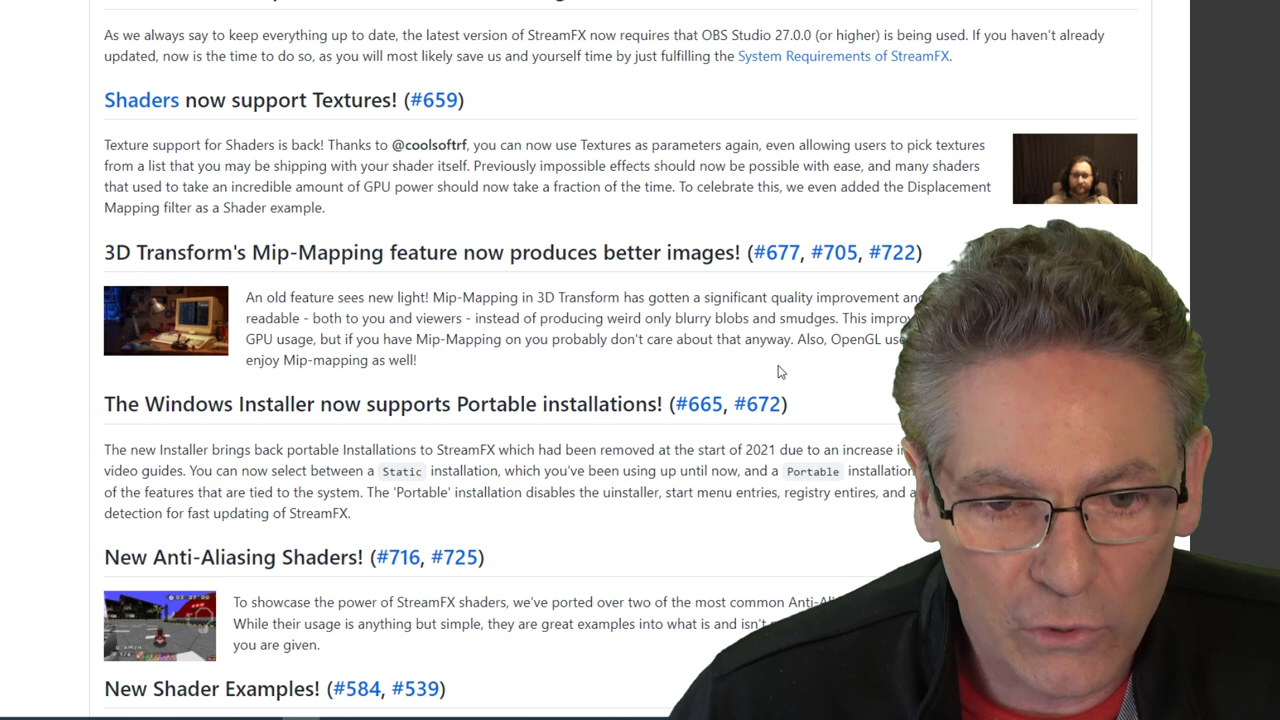 As we always say to keep everything up to date, the latest version of StreamFX now requires that OBS Studio 27.0.0 (or higher) is being used. If you haven't already
updated, now is the time to do so, as you will most likely save us and yourself time by just fulfilling the System Requirements of StreamFX.
Shaders now support Textures! (#659)
Texture support for Shaders is back! Thanks to @coolsoftrf, you can now use Textures as parameters again, even allowing users to pick textures
from a list that you may be shipping with your shader itself. Previously impossible effects should now be possible with ease, and many shaders
that used to take an incredible amount of GPU power should now take a fraction of the time. To celebrate this, we even added the Displacement
Mapping filter as a Shader example.
3D Transform's Mip-Mapping feature now produces better images! (#677, #705, #722)
An old feature sees new light! Mip-Mapping in 3D Transform has gotten a significant quality improvement
readable - both to you and viewers - instead of producing weird only blurry blobs and smudges. This
GPU usage, but if you have Mip-Mapping on you probably don't care about that anyway. Also, OpenGL
enjoy Mip-mapping as well!
The Windows Installer now supports Portable installations! (#665, #672)
The new Installer brings back portable Installations to StreamFX which had been removed at the start of 2021 due to an increase
video guides. You can now select between a Static installation, which you've been using up until now, and a Portable installation
of the features that are tied to the system. The 'Portable' installation disables the uinstaller, start menu entries, registry entires, and
detection for fast updating of StreamFX.
New Anti-Aliasing Shaders! (#716, #725)
To showcase the power of StreamFX shaders, we've ported over two of the most common
While their usage is anything but simple, they are great examples into what is and isn't
you are given.
New Shader Examples! (#584, #539)